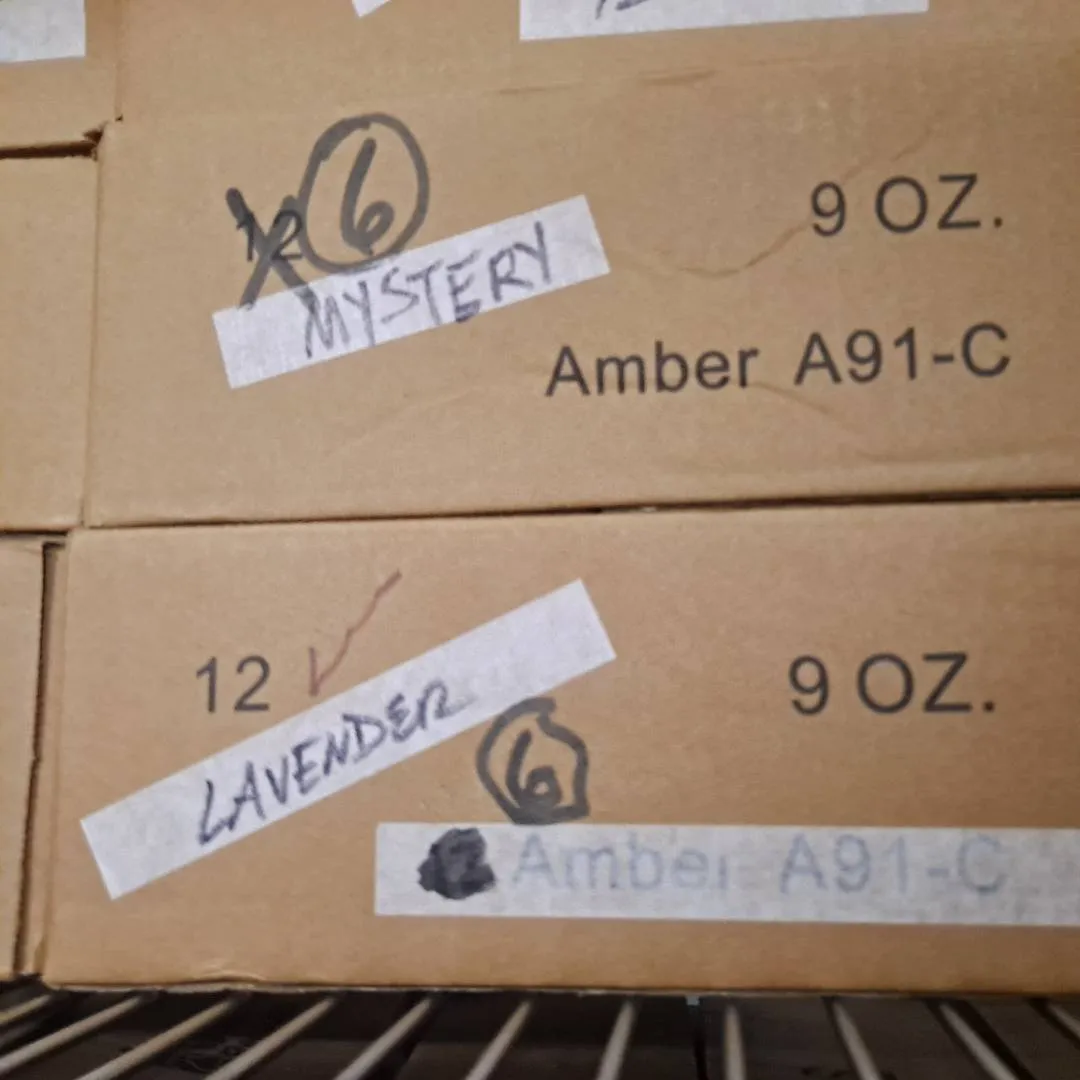 12 6
9 OZ.
MYSTERY
Amber A91-C
12
9 OZ.
LAVENDER
6
Amber A91-C